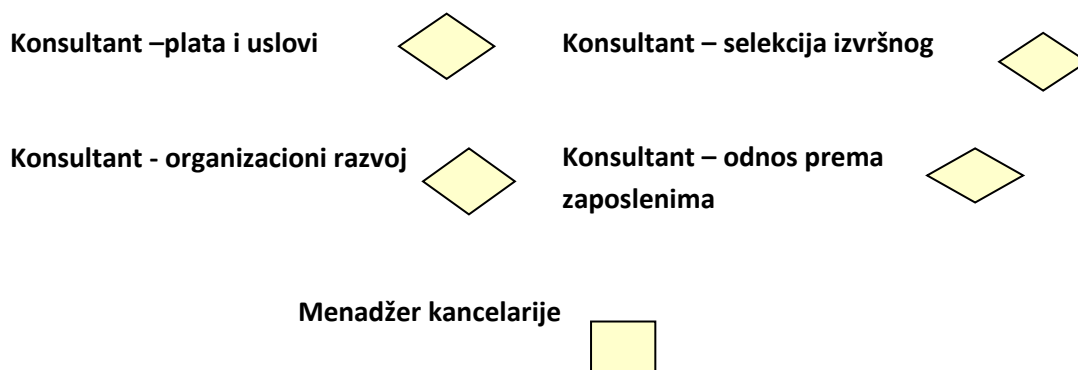 Konsultant –plata i uslovi
Konsultant – selekcija izvršnog
Konsultant - organizacioni razvoj
Konsultant – odnos prema
zaposlenima
Menadžer kancelarije